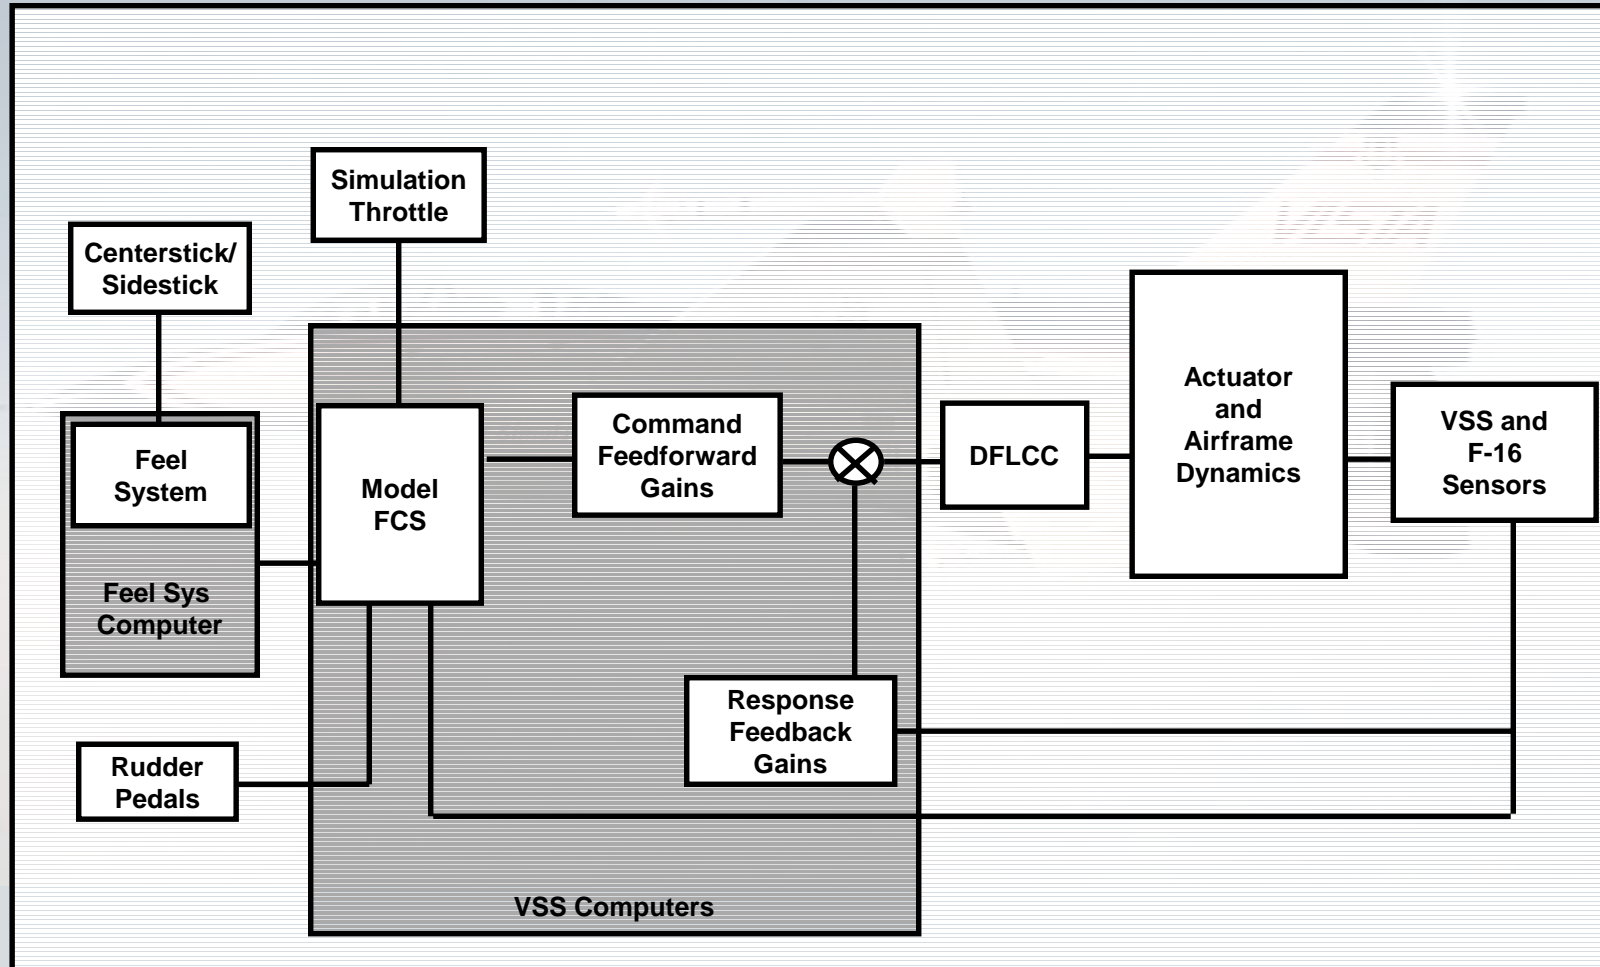 Simulation
Throttle
Centerstick/
Sidestick
Feel
System
Feel Sys
Computer
Model
FCS
Command
Feedforward
Gains
DFLCC
Actuator
and
Airframe
Dynamics
VSS and
F-16
Sensors
Response
Feedback
Gains
Rudder
Pedals
VSS Computers